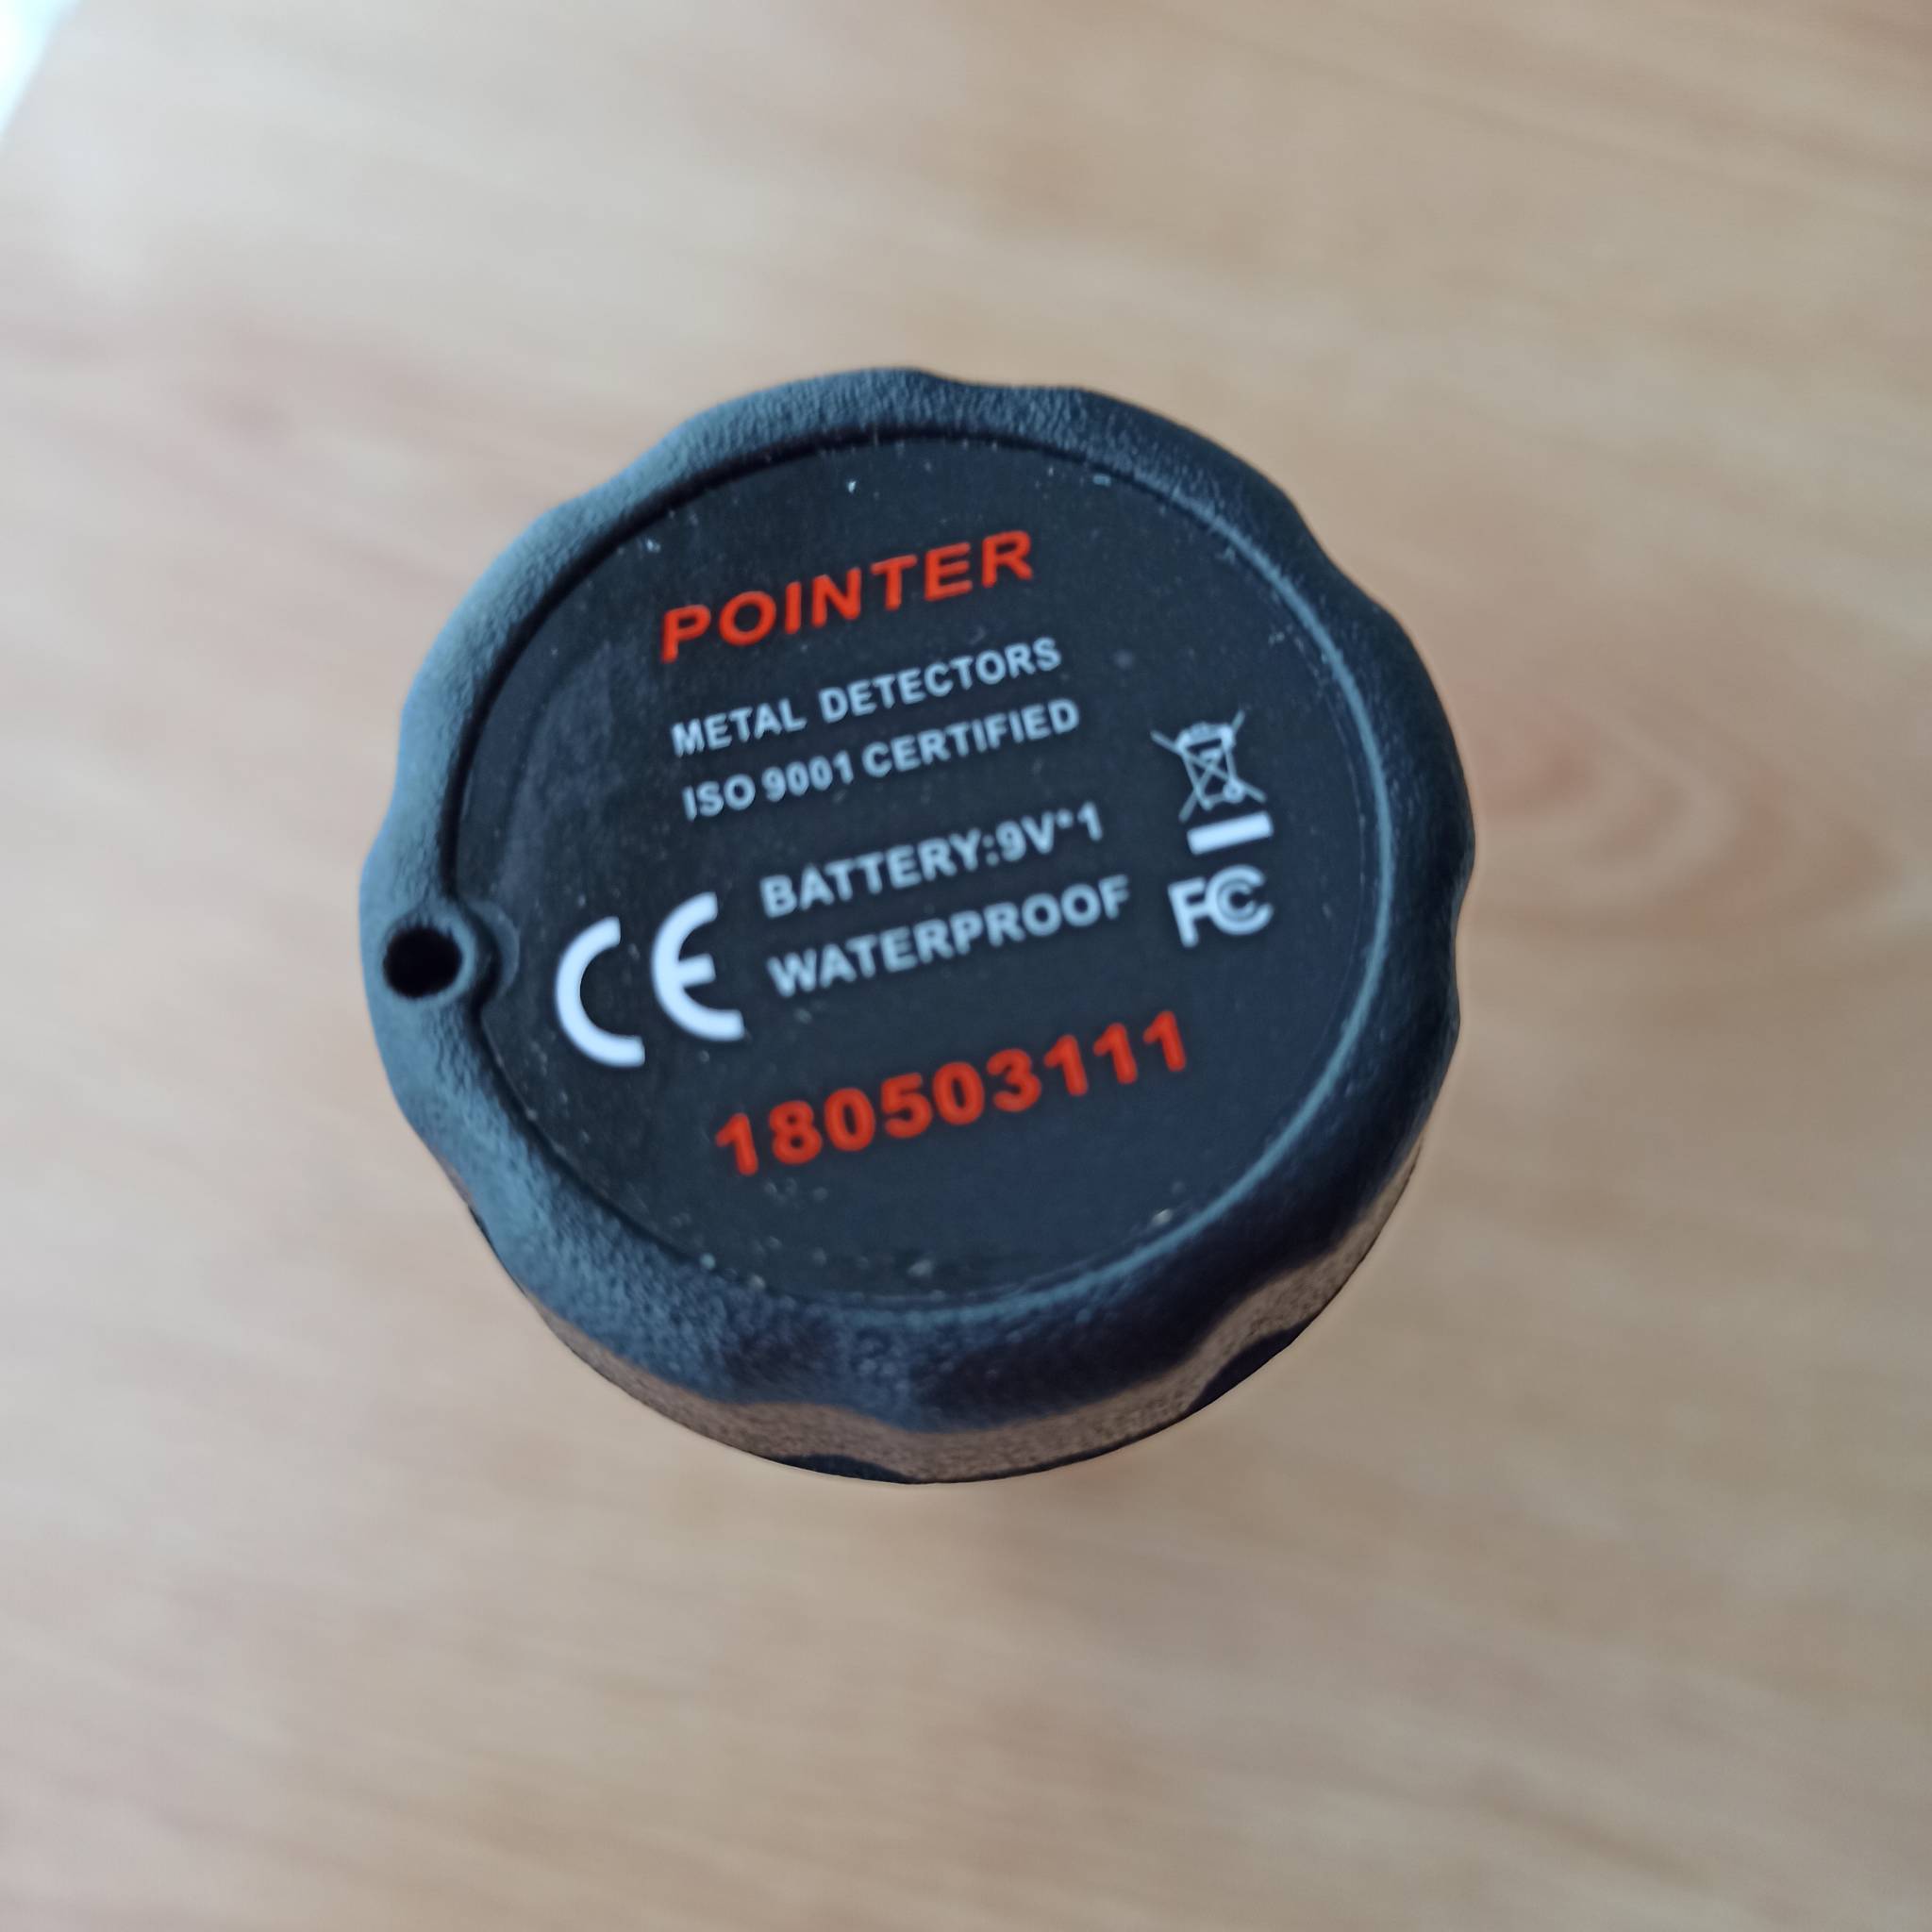 POINTER
METAL DETECTORS
ISO 9001 CERTIFIED
BATTERY:9V*1
CE WATERPROOF FC
180503111